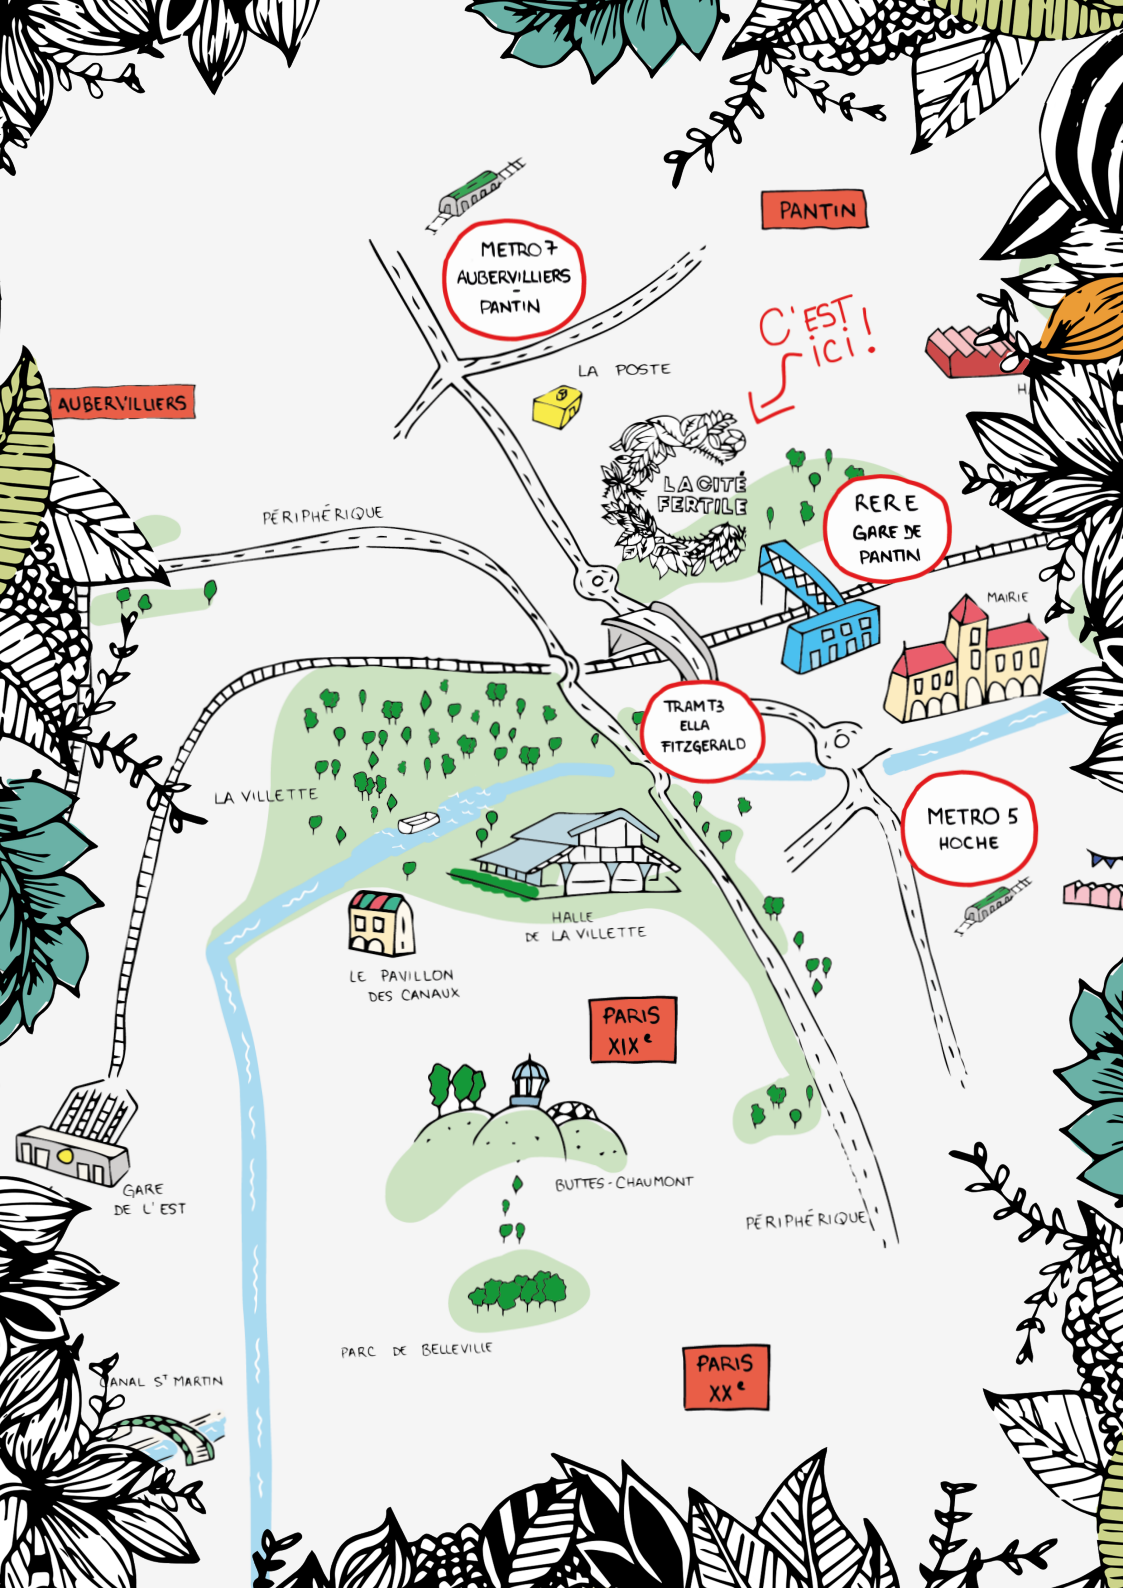 PANTIN
METRO 7
AUBERVILLIERS
-
PANTIN
C'EST
ICI !
LA POSTE
AUBERVILLIERS
LA CITÉ
FERTILE
RER E
GARE DE
PANTIN
PÉRIPHÉRIQUE
MAIRIE
TRAM T3
ELLA
FITZGERALD
LA VILLETTE
METRO 5
HOCHE
HALLE
DE LA VILLETTE
LE PAVILLON
DES CANAUX
PARIS
XIXe
BUTTES-CHAUMONT
GARE
DE L'EST
PÉRIPHÉRIQUE
PARC DE BELLEVILLE
PARIS
XXe
CANAL ST MARTIN